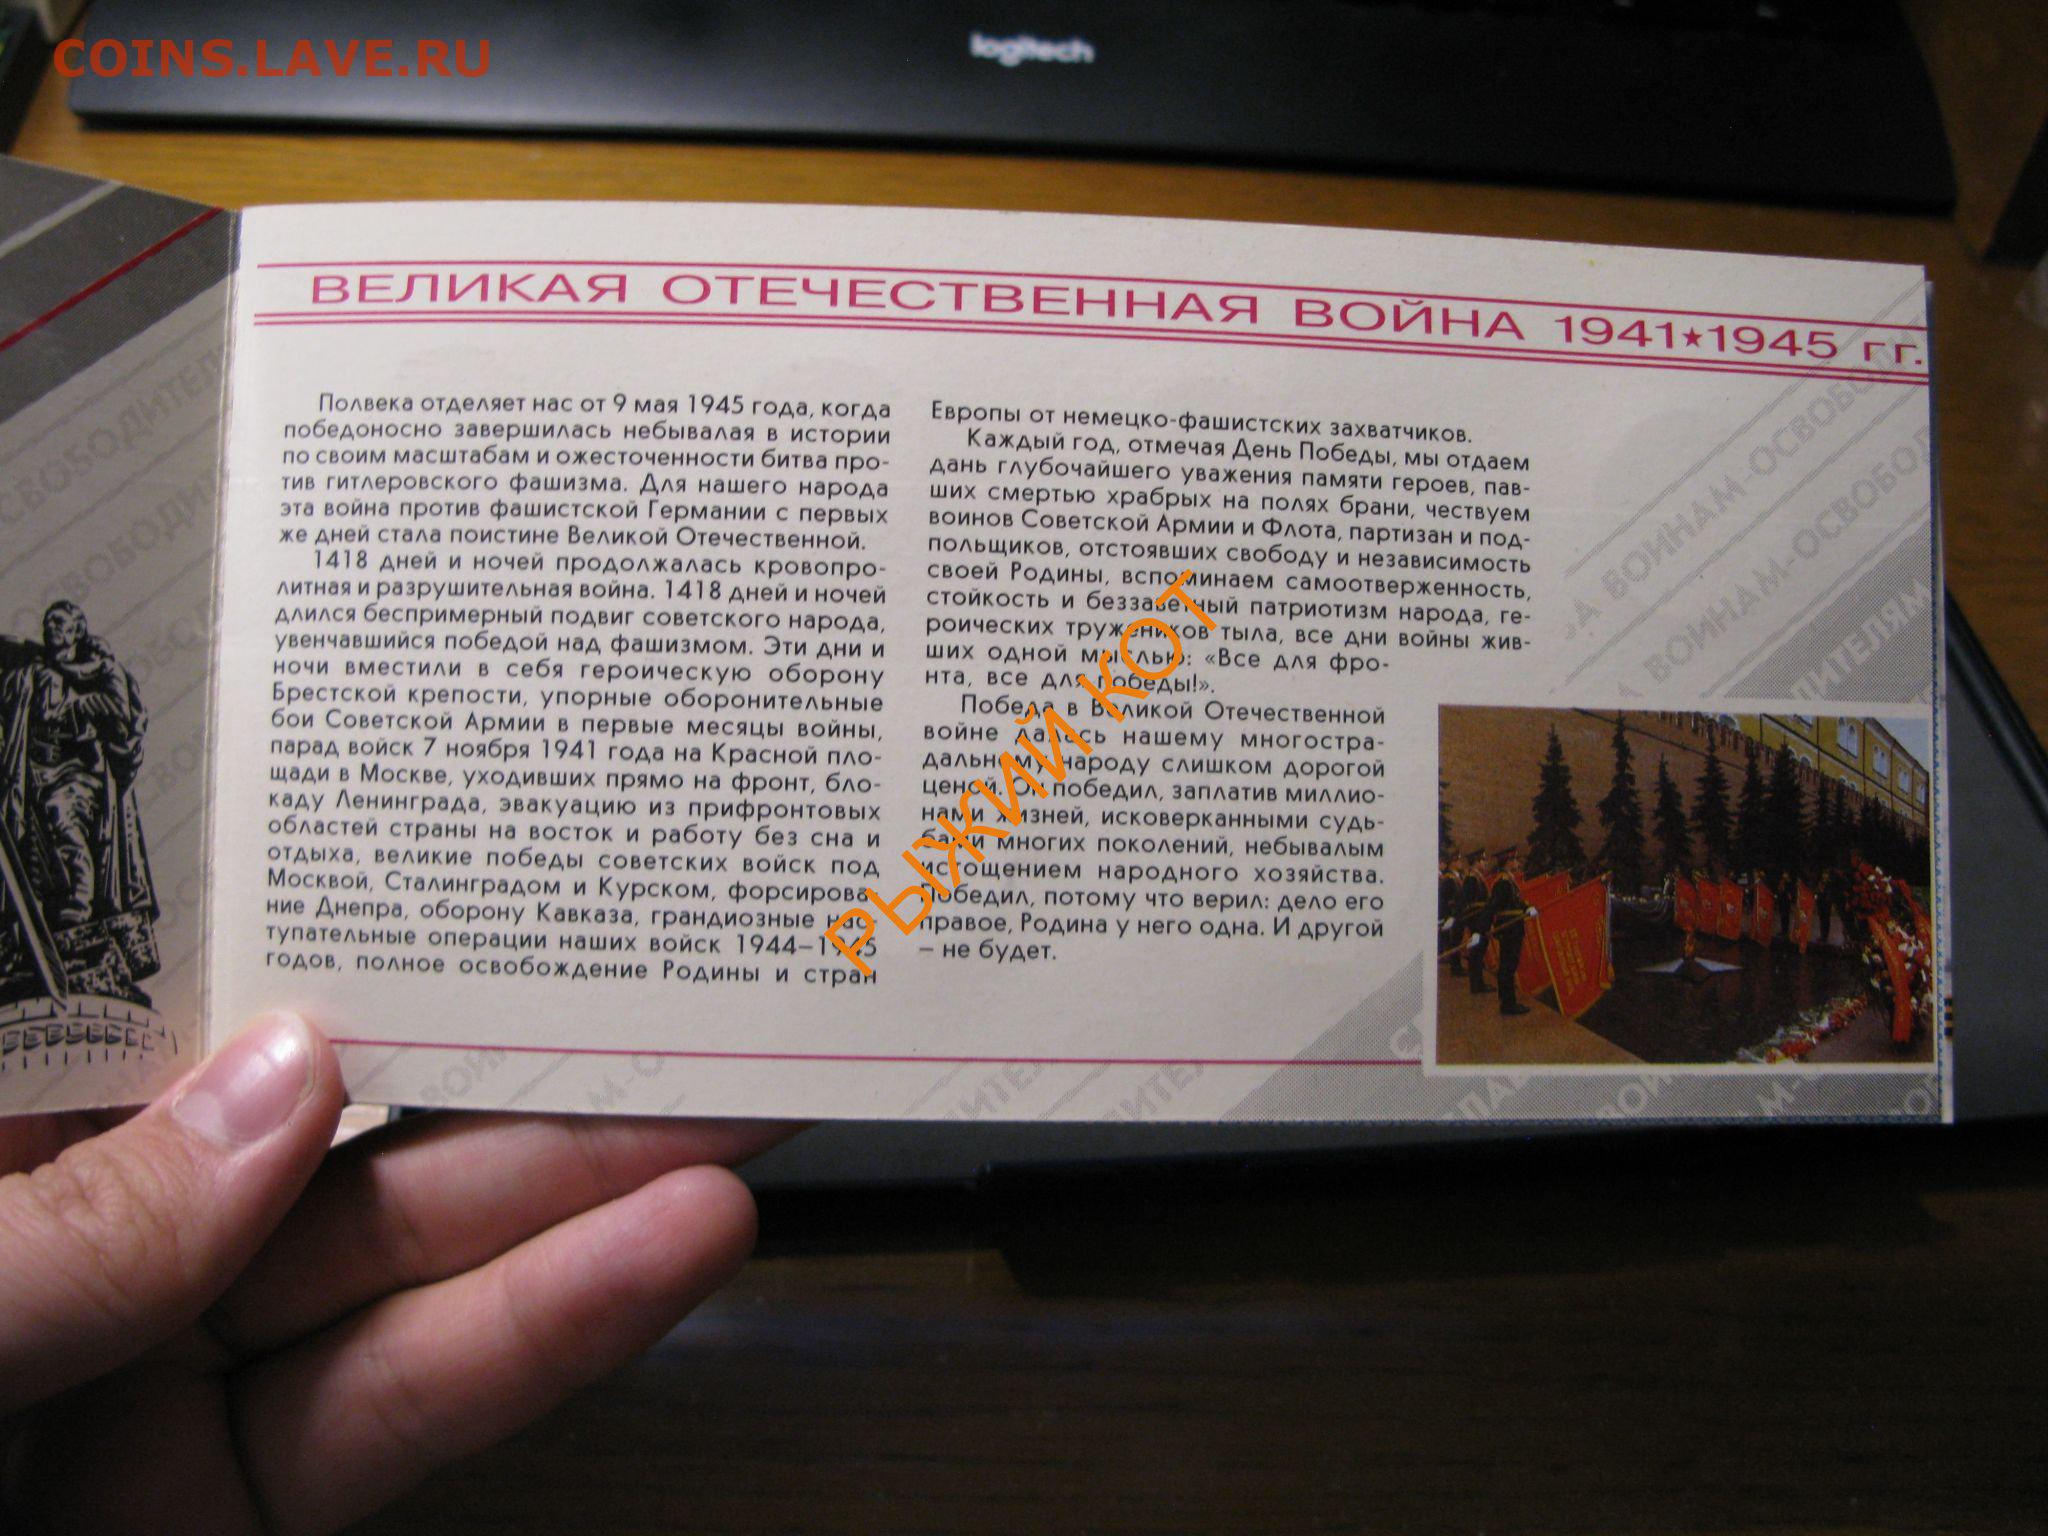 COINS.LAVE.RU
logitech
ВЕЛИКАЯ ОТЕЧЕСТВЕННАЯ ВОЙНА 1941★1945 гг.
Полвека отделяет нас от 9 мая 1945 года, когда
победоносно завершилась небывалая в истории
по своим масштабам и ожесточенности битва про-
тив гитлеровского фашизма. Для нашего народа
эта война против фашистской Германии с первых
же дней стала поистине Великой Отечественной.
1418 дней и ночей продолжалась кровопро-
литная и разрушительная война. 1418 дней и ночей
длился беспримерный подвиг советского народа,
увенчавшийся победой над фашизмом. Эти дни и
ночи вместили в себя героическую оборону
Брестской крепости, упорные оборонительные
бои Советской Армии в первые месяцы войны,
парад войск 7 ноября 1941 года на Красной пло-
щади в Москве, уходивших прямо на фронт, бло-
каду Ленинграда, эвакуацию из прифронтовых
областей страны на восток и работу без сна и
отдыха, великие победы советских войск под
Москвой, Сталинградом и Курском, форсирова-
ние Днепра, оборону Кавказа, грандиозные нас-
тупательные операции наших войск 1944–1945
годов, полное освобождение Родины и стран
Европы от немецко-фашистских захватчиков.
Каждый год, отмечая День Победы, мы отдаем
дань глубочайшего уважения памяти героев, пав-
ших смертью храбрых на полях брани, чествуем
воинов Советской Армии и Флота, партизан и под-
польщиков, отстоявших свободу и независимость
своей Родины, вспоминаем самоотверженность,
стойкость и беззаветный патриотизм народа, ге-
роических тружеников тыла, все дни войны жив-
ших одной мыслью: «Все для фро-
нта, все для победы!».
Победа в Великой Отечественной
войне далась нашему многостра-
дальному народу слишком дорогой
ценой. Он победил, заплатив миллио-
нами жизней, исковерканными судь-
бами многих поколений, небывалым
истощением народного хозяйства.
Победил, потому что верил: дело его
правое, Родина у него одна. И другой
– не будет.
РЫЖИЙ КОТ
А ВОИНАМ-ОСВОБОД
А ВОИНАМ-ОСВОБОД
ДИТЕЛЯМ